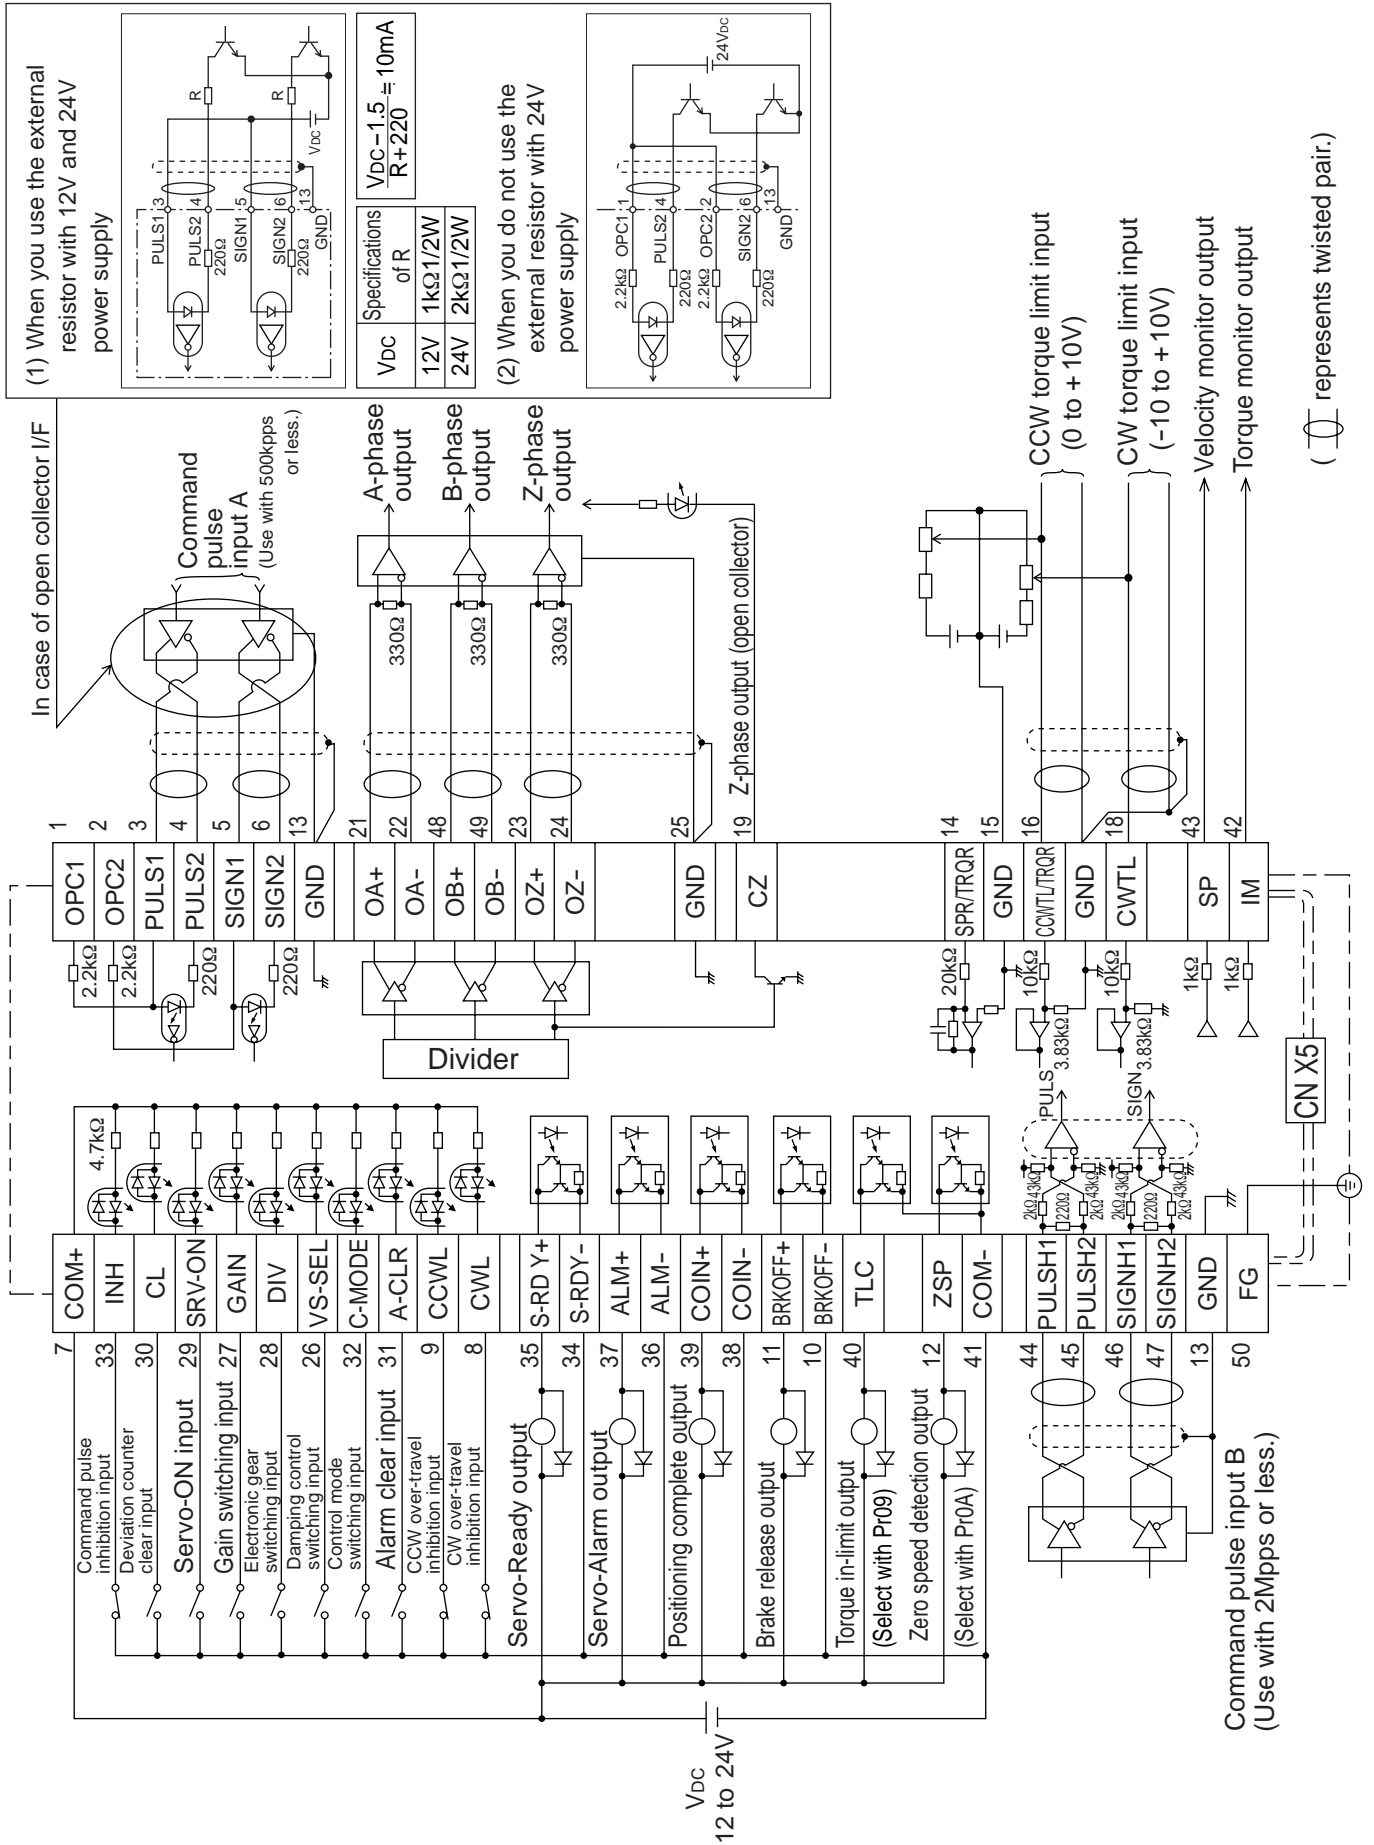 In case of open collector I/F
(1) When you use the external
resistor with 12V and 24V
power supply
PULS1 3
PULS2 4
220Ω
SIGN1 5
SIGN2 6
220Ω
GND 13
R
R
VDC
VDC
Specifications
of R
12V 1kΩ1/2W
24V 2kΩ1/2W
VDC−1.5
R+220
≒10mA
(2) When you do not use the
external resistor with 24V
power supply
2.2kΩ OPC1 1
PULS2 4
220Ω
2.2kΩ OPC2 2
SIGN2 6
220Ω
GND 13
24VDC
Command
pulse
input A
(Use with 500kpps
or less.)
A-phase
output
B-phase
output
Z-phase
output
330Ω
330Ω
330Ω
Z-phase output (open collector)
CCW torque limit input
(0 to +10V)
CW torque limit input
(−10 to +10V)
Velocity monitor output
Torque monitor output
( represents twisted pair.)
OPC1 1
OPC2 2
PULS1 3
PULS2 4
SIGN1 5
SIGN2 6
GND 13
OA+ 21
OA− 22
OB+ 48
OB− 49
OZ+ 23
OZ− 24
GND 25
CZ 19
SPR/TRQR 14
GND 15
CCWTL/TRQR 16
GND
CWTL 18
SP 43
IM 42
2.2kΩ
2.2kΩ
220Ω
220Ω
Divider
20kΩ
10kΩ
3.83kΩ
10kΩ
3.83kΩ
1kΩ
1kΩ
CN X5
4.7kΩ
PULS
SIGN
2kΩ 43kΩ
220Ω
2kΩ 43kΩ
2kΩ 43kΩ
220Ω
2kΩ 43kΩ
7 COM+
33 INH
30 CL
29 SRV-ON
27 GAIN
28 DIV
26 VS-SEL
32 C-MODE
31 A-CLR
9 CCWL
8 CWL
35 S-RDY+
34 S-RDY−
37 ALM+
36 ALM−
39 COIN+
38 COIN−
11 BRKOFF+
10 BRKOFF−
40 TLC
12 ZSP
41 COM−
44 PULSH1
45 PULSH2
46 SIGNH1
47 SIGNH2
13 GND
50 FG
Command pulse
inhibition input
Deviation counter
clear input
Servo-ON input
Gain switching input
Electronic gear
switching input
Damping control
switching input
Control mode
switching input
Alarm clear input
CCW over-travel
inhibition input
CW over-travel
inhibition input
Servo-Ready output
Servo-Alarm output
Positioning complete output
Brake release output
Torque in-limit output
(Select with Pr09)
Zero speed detection output
(Select with Pr0A)
Command pulse input B
(Use with 2Mpps or less.)
VDC
12 to 24V